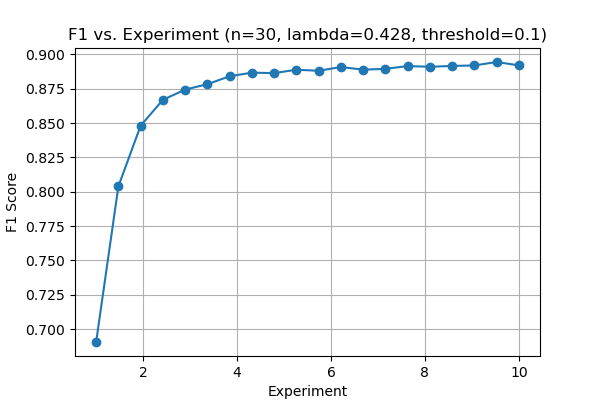 F1 vs. Experiment (n=30, lambda=0.428, threshold=0.1)
F1 Score
0.900
0.875
0.850
0.825
0.800
0.775
0.750
0.725
0.700
2 4 6 8 10
Experiment